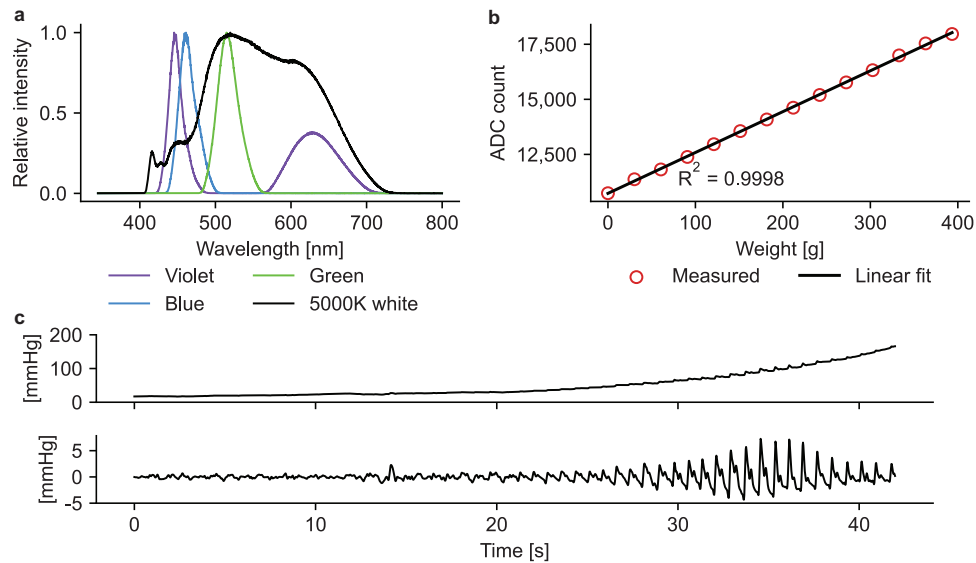 a
Relative intensity
1.0
0.5
0.0
400
500
600
700
800
Wavelength [nm]
Violet
Green
Blue
5000K white
b
ADC count
17,500
15,000
12,500
R² = 0.9998
0
100
200
300
400
Weight [g]
Measured
Linear fit
c
[mmHg]
200
100
0
[mmHg]
5
0
-5
0
10
20
30
40
Time [s]